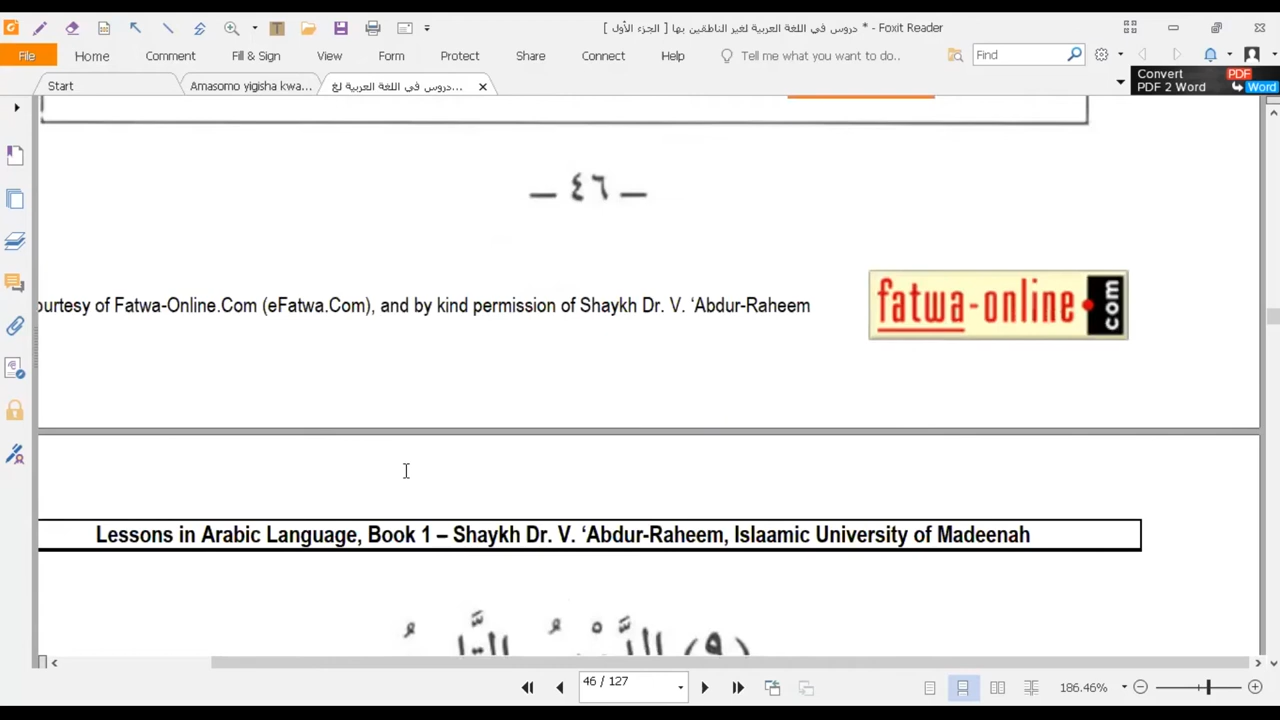 دروس في اللغة العربية لغير الناطقين بها [ الجزء الأول ] * - Foxit Reader
File Home Comment Fill & Sign View Form Protect Share Connect Help Tell me what you want to do.. Find
Start Amasomo yigisha kwa... دروس في اللغة العربية لغ...
Convert PDF
PDF 2 Word Word
— ٤٦ —
ourtesy of Fatwa-Online.Com (eFatwa.Com), and by kind permission of Shaykh Dr. V. ‘Abdur-Raheem
fatwa-online.com
Lessons in Arabic Language, Book 1 – Shaykh Dr. V. ‘Abdur-Raheem, Islaamic University of Madeenah
(٩)
46 / 127
186.46%